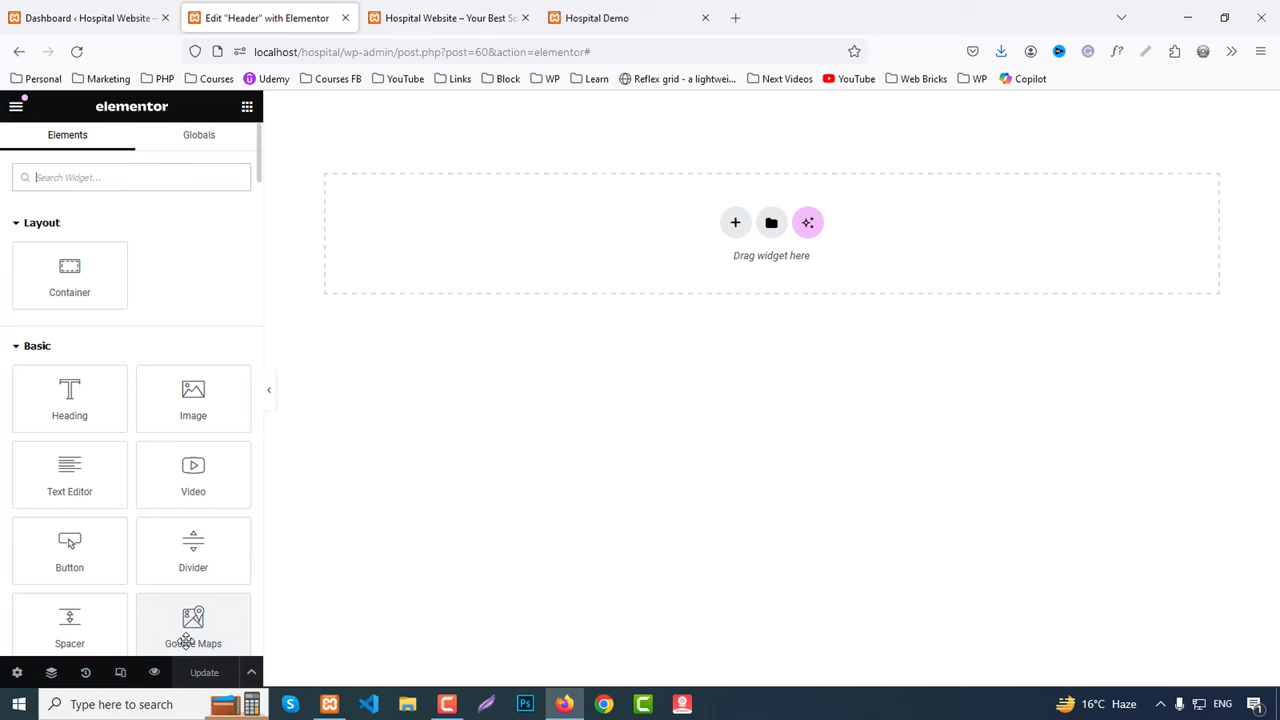 Dashboard ‹ Hospital Website —
Edit "Header" with Elementor
Hospital Website – Your Best So
Hospital Demo
localhost/hospital/wp-admin/post.php?post=60&action=elementor#
Personal
Marketing
PHP
Courses
Udemy
Courses FB
YouTube
Links
Block
WP
Learn
Reflex grid - a lightwei...
Next Videos
YouTube
Web Bricks
WP
Copilot
elementor
Elements
Globals
Search Widget...
Layout
Container
Basic
Heading
Image
Text Editor
Video
Button
Divider
Spacer
Google Maps
Update
Drag widget here
Type here to search
Ps
16°C Haze
ENG